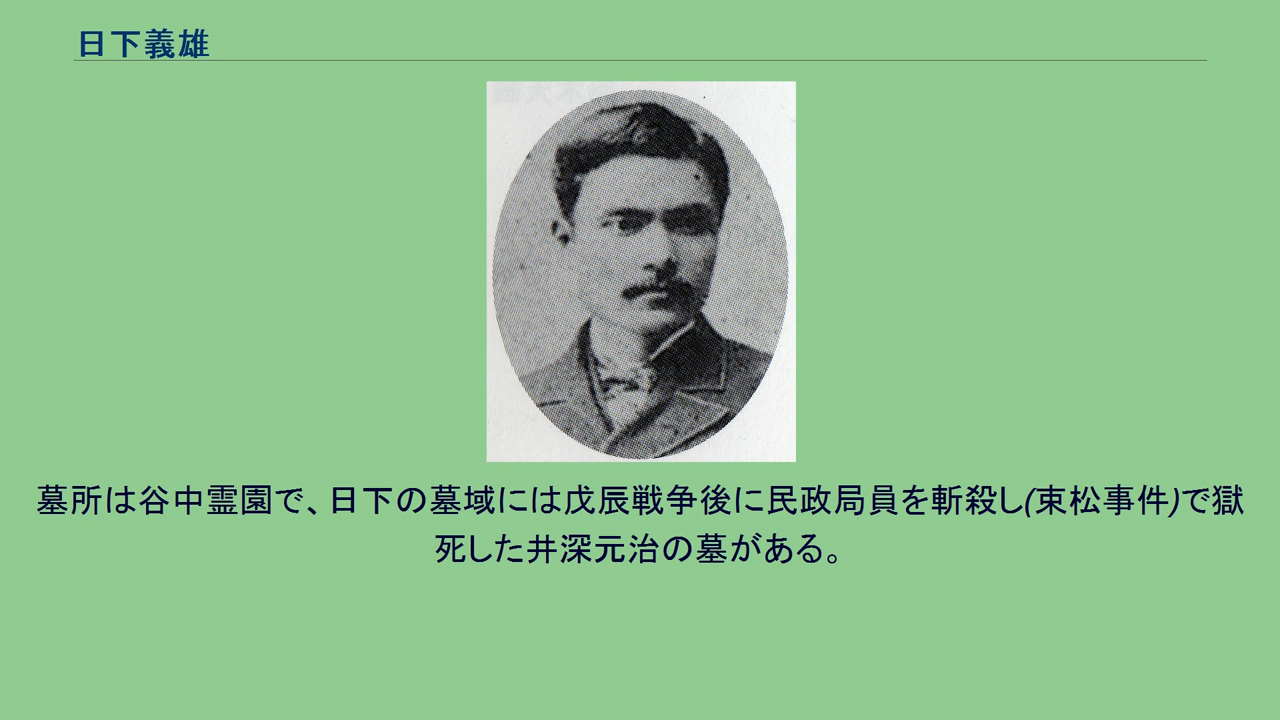 日下義雄
墓所は谷中霊園で、日下の墓域には戊辰戦争後に民政局員を斬殺し(束松事件)で獄
死した井深元治の墓がある。